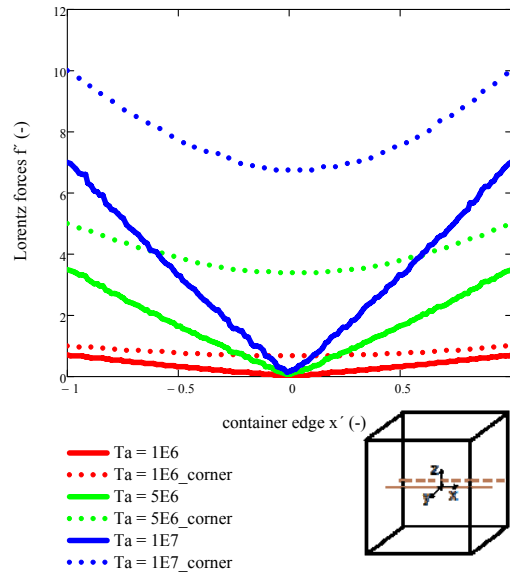 12
10
8
6
4
2
0
Lorentz forces f´ (-)
− 1
− 0.5
0
0.5
container edge x´ (-)
Ta = 1E6
Ta = 1E6_corner
Ta = 5E6
Ta = 5E6_corner
Ta = 1E7
Ta = 1E7_corner
z
y
x